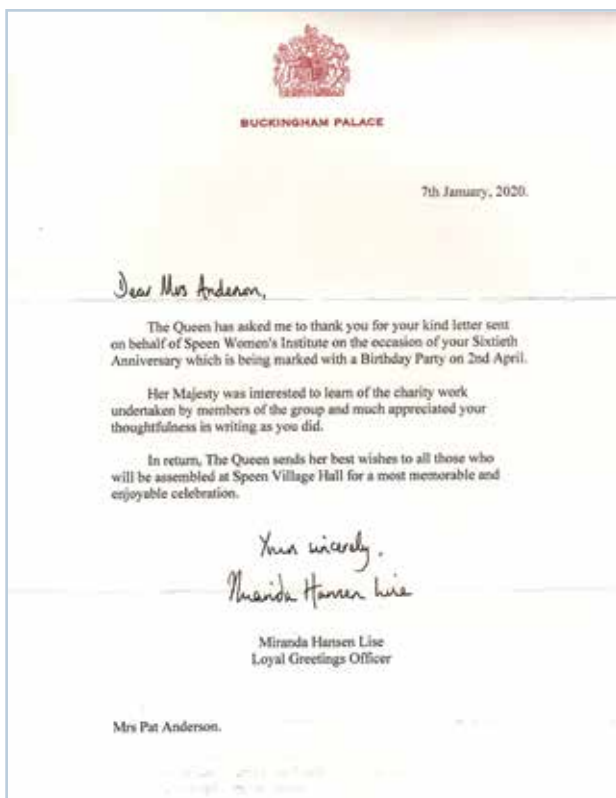 BUCKINGHAM PALACE
7th January, 2020.
Dear Mrs Anderson,
The Queen has asked me to thank you for your kind letter sent
on behalf of Speen Women's Institute on the occasion of your Sixtieth
Anniversary which is being marked with a Birthday Party on 2nd April.
Her Majesty was interested to learn of the charity work
undertaken by members of the group and much appreciated your
thoughtfulness in writing as you did.
In return, The Queen sends her best wishes to all those who
will be assembled at Speen Village Hall for a most memorable and
enjoyable celebration.
Yours sincerely,
Miranda Hansen Lise
Miranda Hansen Lise
Loyal Greetings Officer
Mrs Pat Anderson.